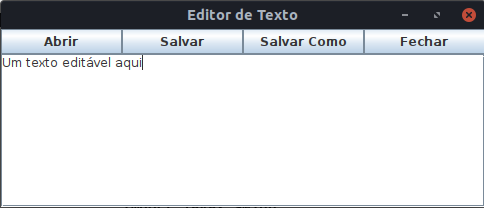 Editor de Texto
Abrir Salvar Salvar Como Fechar
Um texto editável aqui